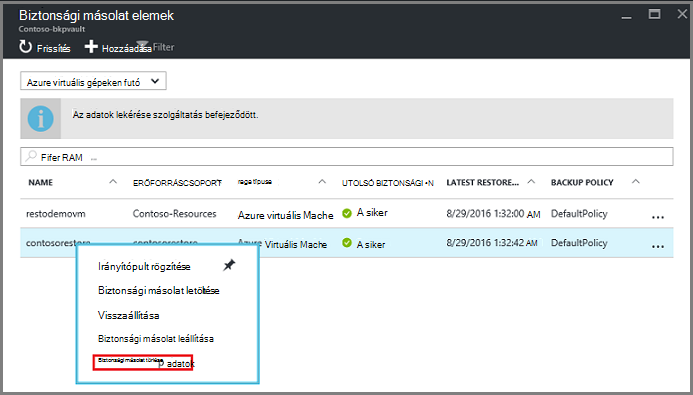 Biztonsági másolat elemek
Contoso-bkpvault
Frissítés Hozzáadása Filter
Azure virtuális gépeken futó
Az adatok lekérése szolgáltatás befejeződött.
Fifer RAM ...
NAME ERŐFORRÁSCSOPORT típuse UTOLSÓ BIZTONSÁGI •N LATEST RESTORE... BACKUP POLICY
restodemovm Contoso-Resources Azure virtuális Mache A siker 8/29/2016 1:32:00 AM DefaultPolicy ...
contosorestore contosorestore Azure Virtuális Mache A siker 8/29/2016 1:32:42 AM DefaultPolicy ...
Irányítópult rögzítése
Biztonsági másolat letöltése
Visszaállítása
Biztonsági másolat leállítása
Biztonsági másolat törlése p adatok